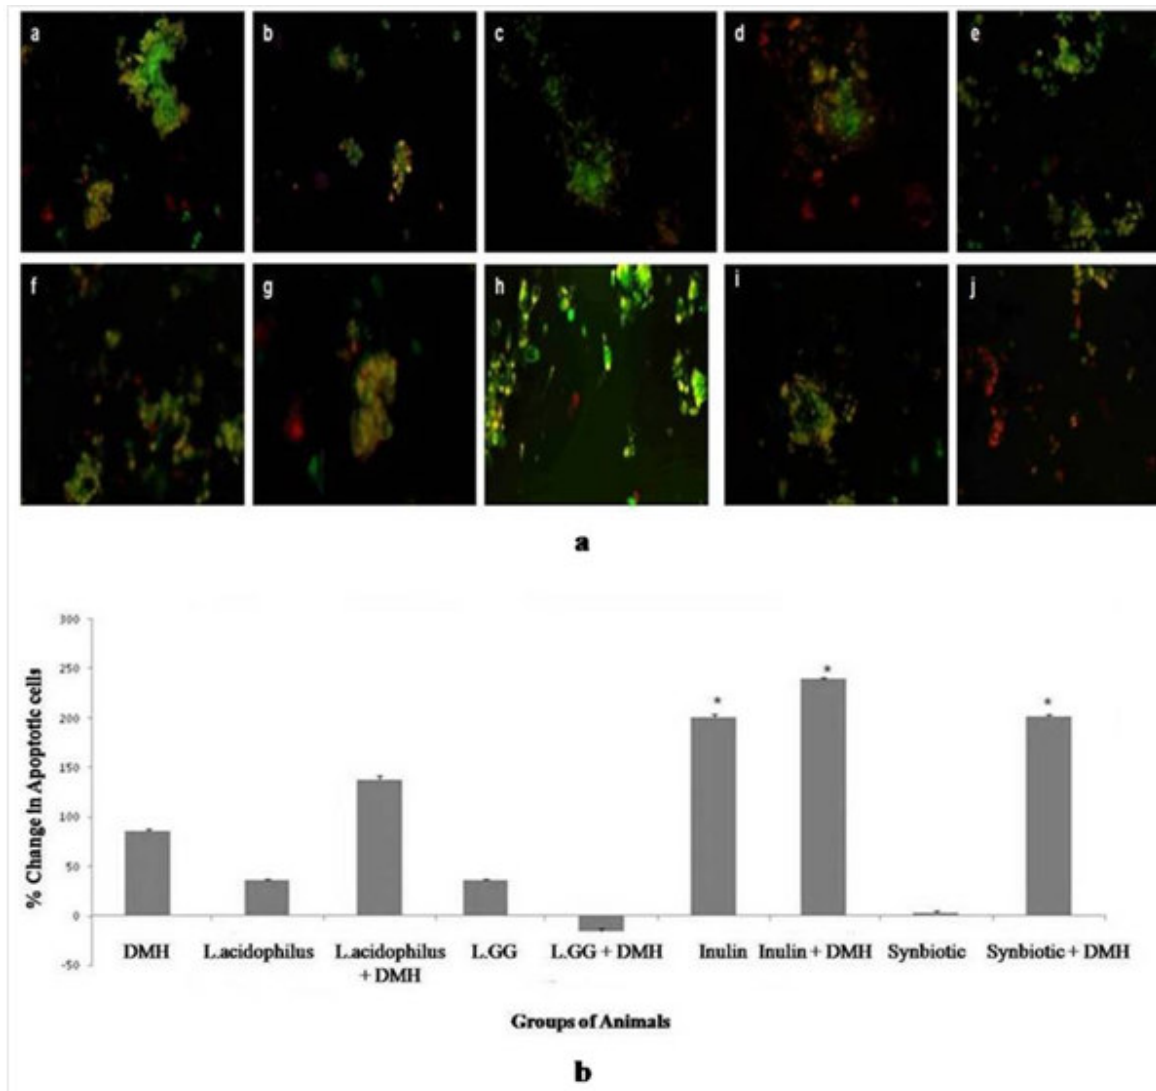 a b c d e
f g h i j
a
300
250
200
150
100
50
0
-50
% Change In Apoptotic cells
* * *
DMH L.acidophilus L.acidophilus L.GG L.GG + DMH Inulin Inulin + DMH Synbiotic Synbiotic + DMH
+ DMH
Groups of Animals
b